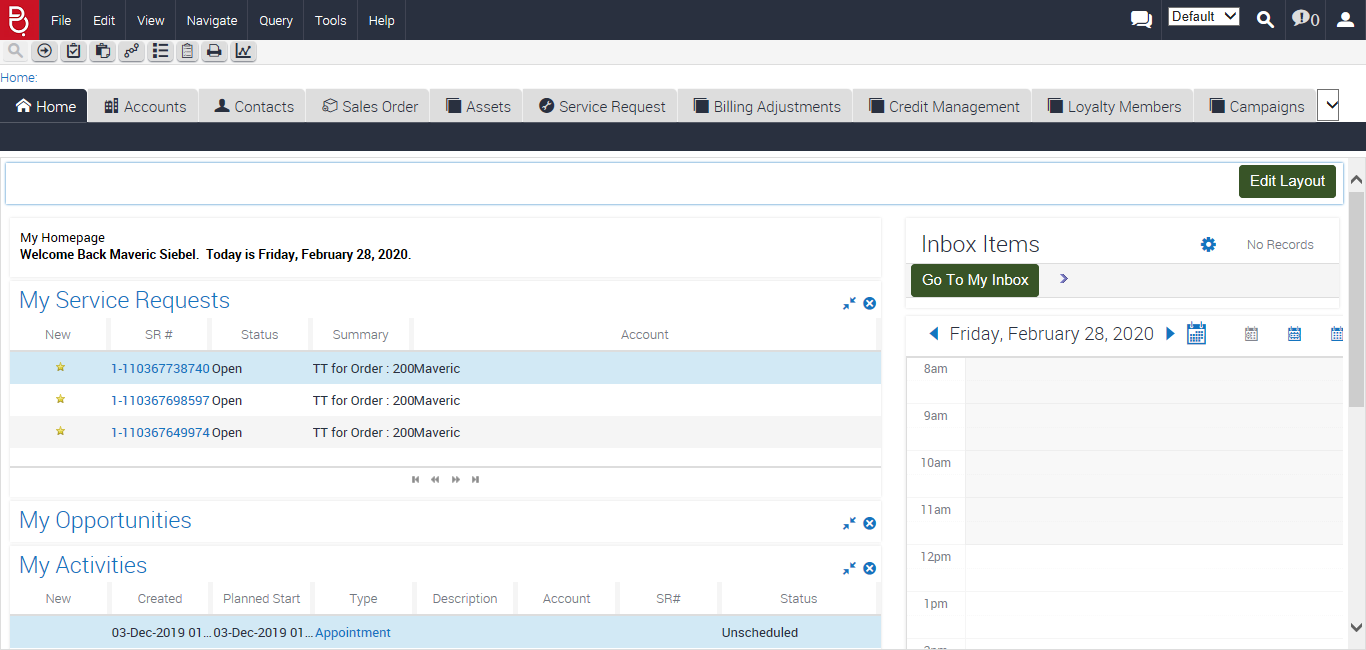 File Edit View Navigate Query Tools Help Default 0
Home:
Home Accounts Contacts Sales Order Assets Service Request Billing Adjustments Credit Management Loyalty Members Campaigns
Edit Layout
My Homepage
Welcome Back Maveric Siebel. Today is Friday, February 28, 2020.
My Service Requests
New SR # Status Summary Account
1-110367738740 Open TT for Order : 200 Maveric
1-110367698597 Open TT for Order : 200 Maveric
1-110367649974 Open TT for Order : 200 Maveric
My Opportunities
My Activities
New Created Planned Start Type Description Account SR# Status
03-Dec-2019 01... 03-Dec-2019 01... Appointment Unscheduled
Inbox Items No Records
Go To My Inbox
Friday, February 28, 2020
8am
9am
10am
11am
12pm
1pm